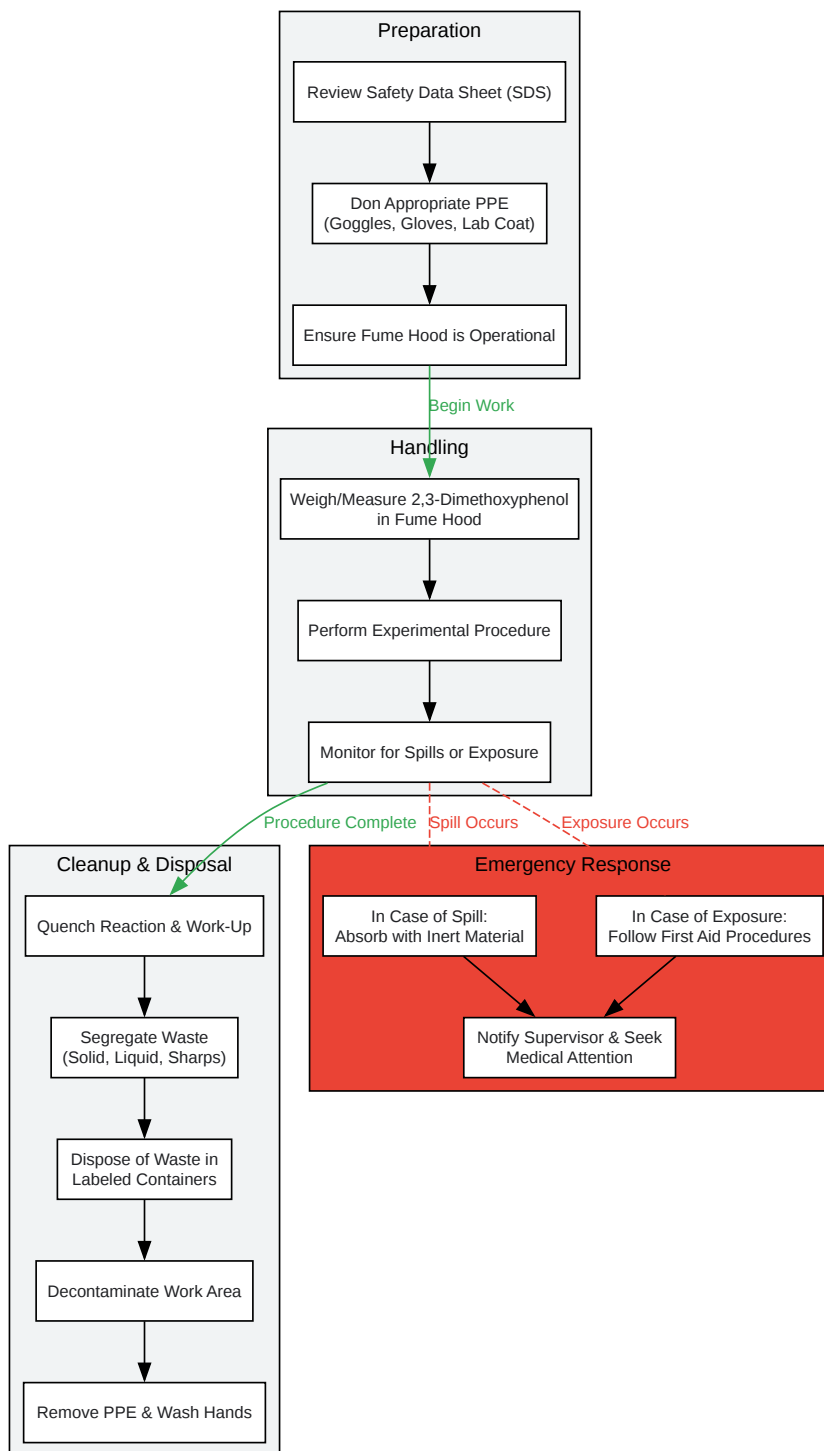 Preparation
Review Safety Data Sheet (SDS)
Don Appropriate PPE
(Goggles, Gloves, Lab Coat)
Ensure Fume Hood is Operational
Begin Work
Handling
Weigh/Measure 2,3-Dimethoxyphenol
in Fume Hood
Perform Experimental Procedure
Monitor for Spills or Exposure
Procedure Complete
Spill Occurs
Exposure Occurs
Cleanup & Disposal
Quench Reaction & Work-Up
Segregate Waste
(Solid, Liquid, Sharps)
Dispose of Waste in
Labeled Containers
Decontaminate Work Area
Remove PPE & Wash Hands
Emergency Response
In Case of Spill:
Absorb with Inert Material
In Case of Exposure:
Follow First Aid Procedures
Notify Supervisor & Seek
Medical Attention